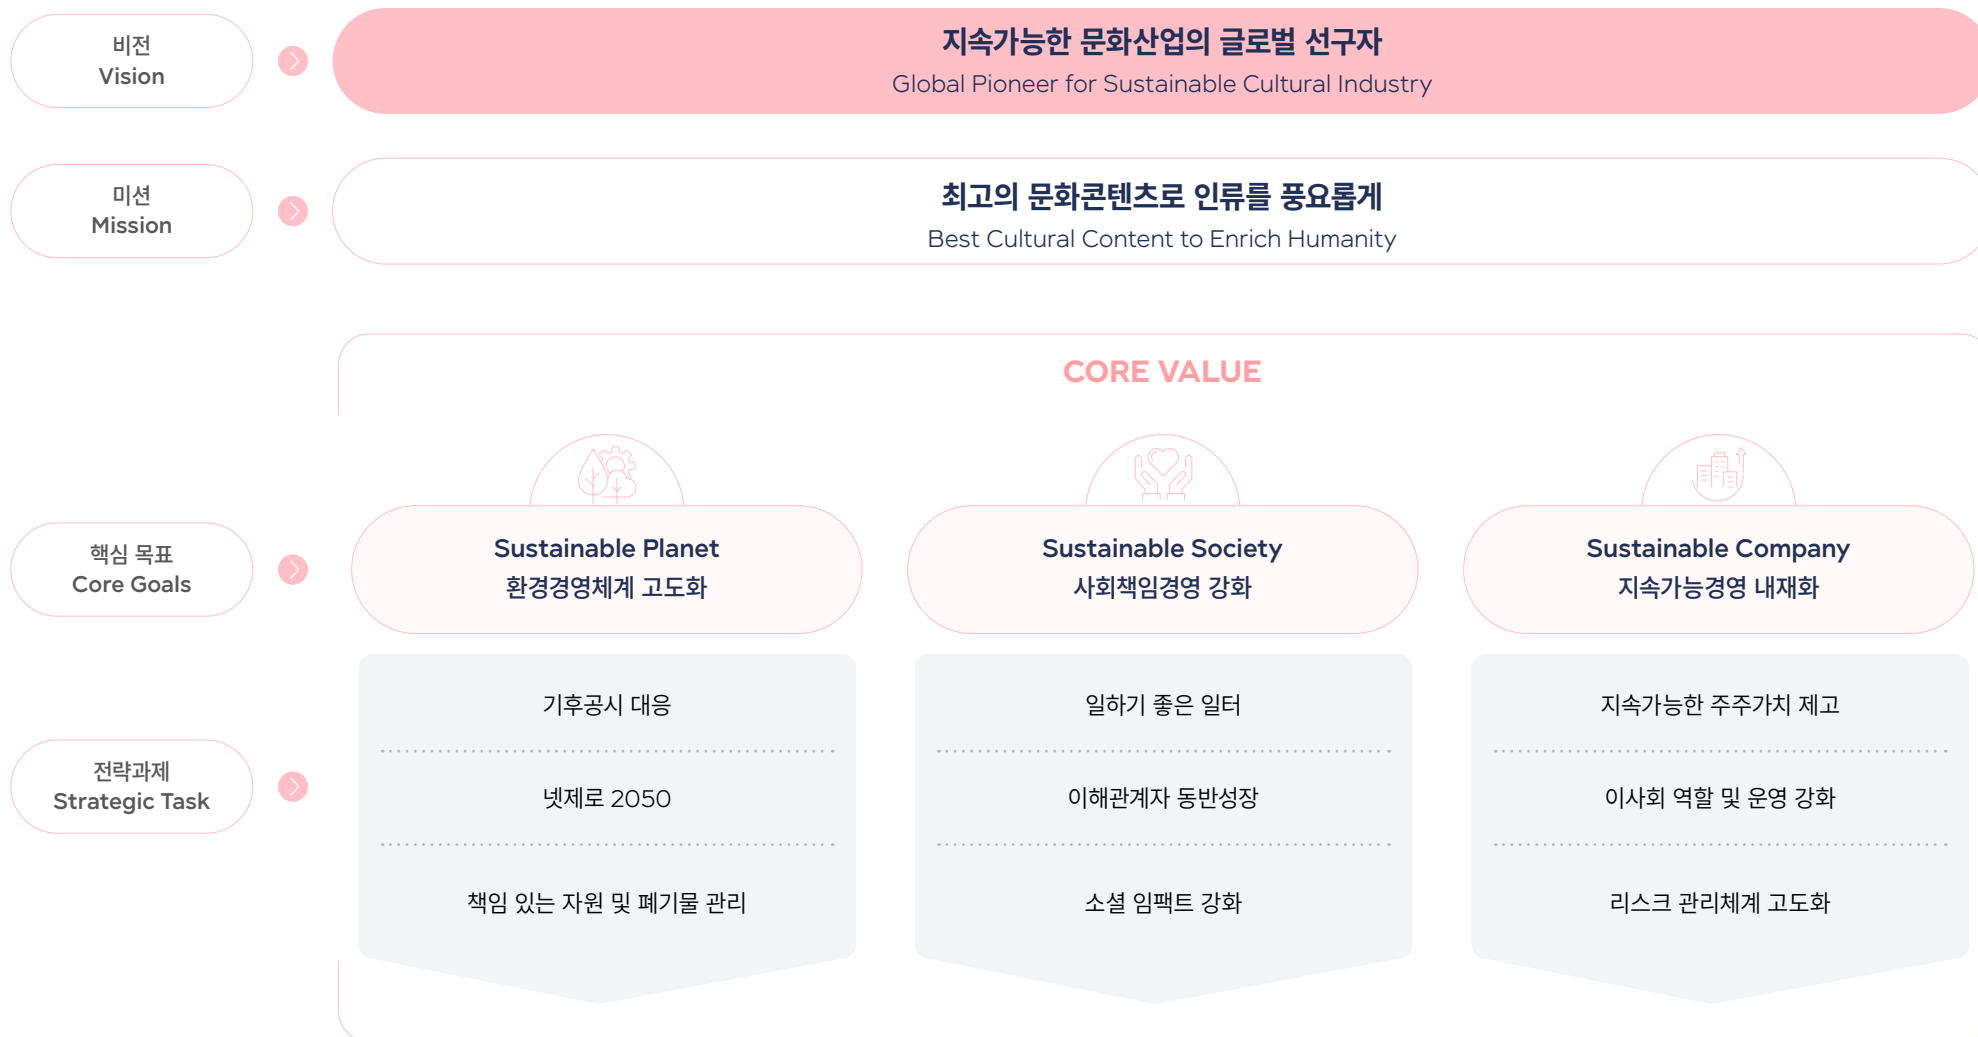 비전
Vision
지속가능한 문화산업의 글로벌 선구자
Global Pioneer for Sustainable Cultural Industry
미션
Mission
최고의 문화콘텐츠로 인류를 풍요롭게
Best Cultural Content to Enrich Humanity
CORE VALUE
핵심 목표
Core Goals
Sustainable Planet
환경경영체계 고도화
Sustainable Society
사회책임경영 강화
Sustainable Company
지속가능경영 내재화
전략과제
Strategic Task
기후공시 대응
넷제로 2050
책임 있는 자원 및 폐기물 관리
일하기 좋은 일터
이해관계자 동반성장
소셜 임팩트 강화
지속가능한 주주가치 제고
이사회 역할 및 운영 강화
리스크 관리체계 고도화